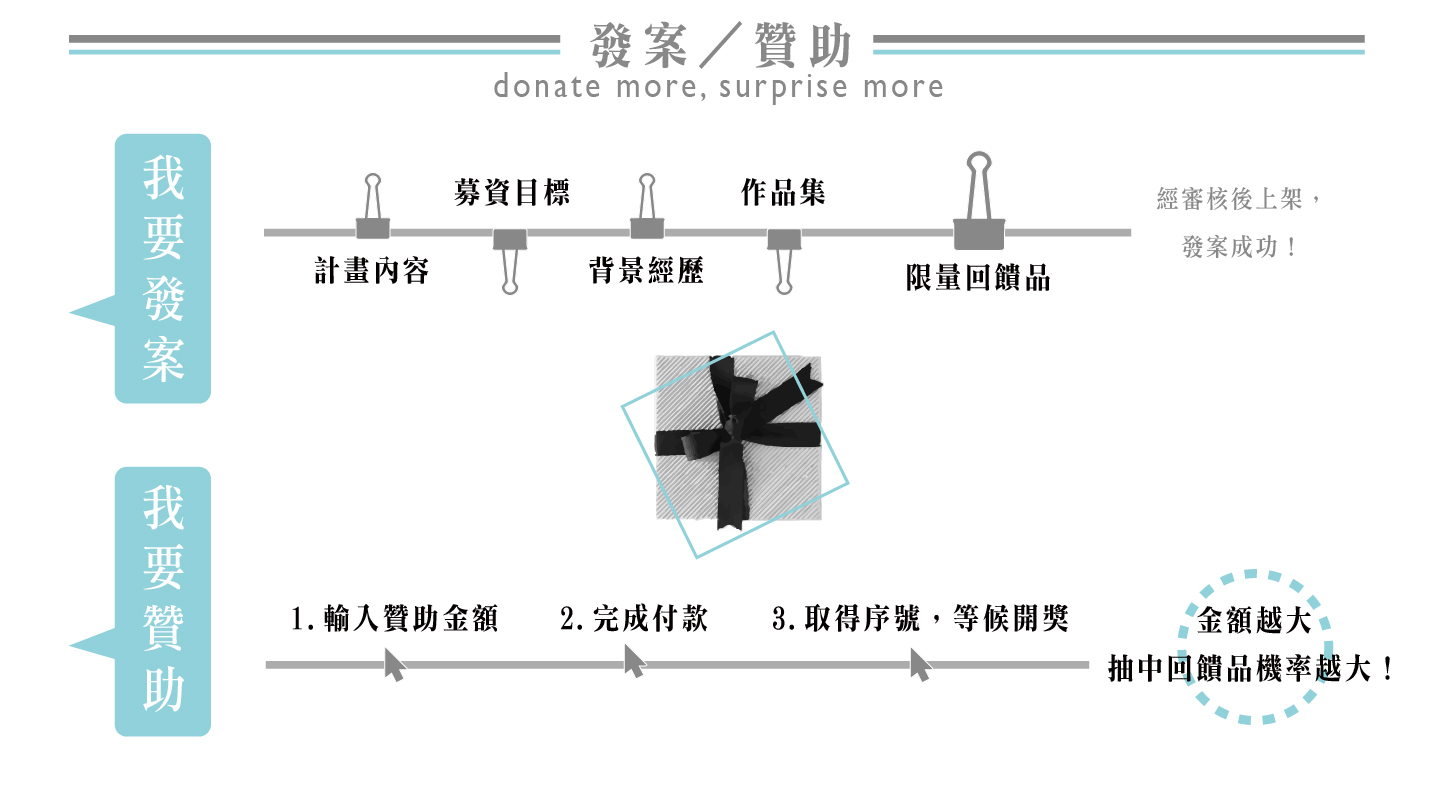 發案／贊助
donate more, surprise more
我要發案
計畫內容
募資目標
背景經歷
作品集
限量回饋品
經審核後上架，
發案成功！
我要贊助
1. 輸入贊助金額
2. 完成付款
3. 取得序號，等候開獎
金額越大
抽中回饋品機率越大！